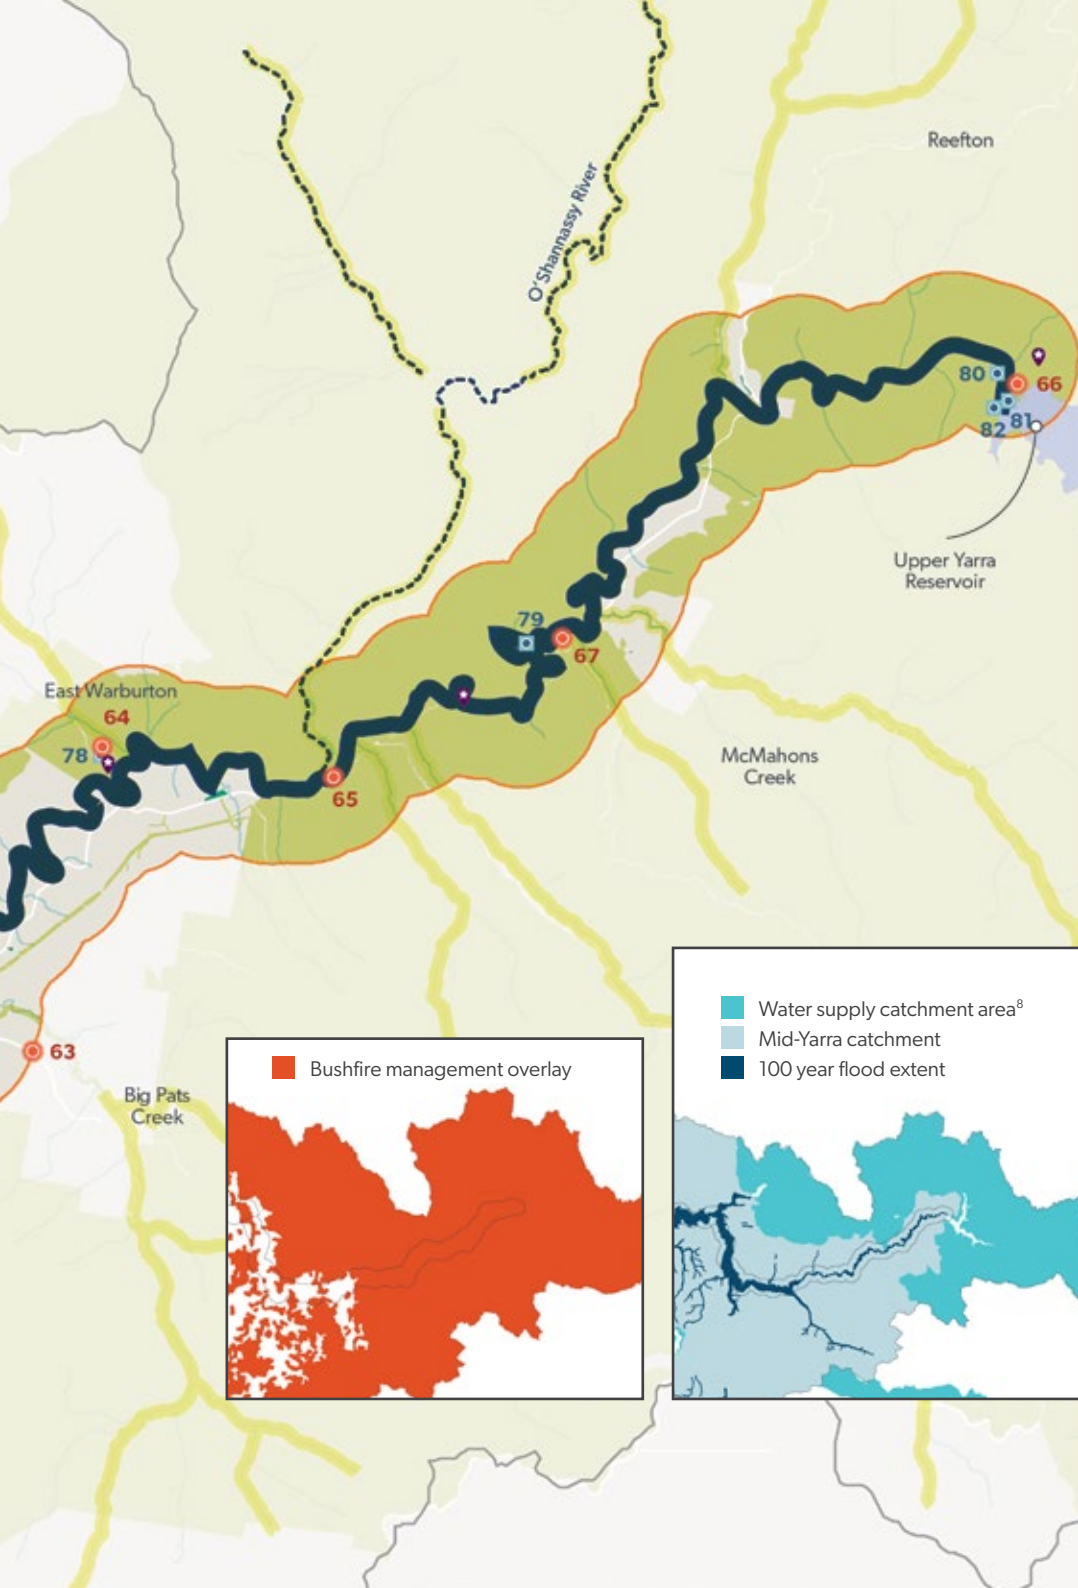 Reefton
O'Shannassy River
80
66
81
82
Upper Yarra
Reservoir
79
67
East Warburton
64
78
McMahons
Creek
65
Water supply catchment area⁸
Mid-Yarra catchment
100 year flood extent
63
Bushfire management overlay
Big Pats
Creek